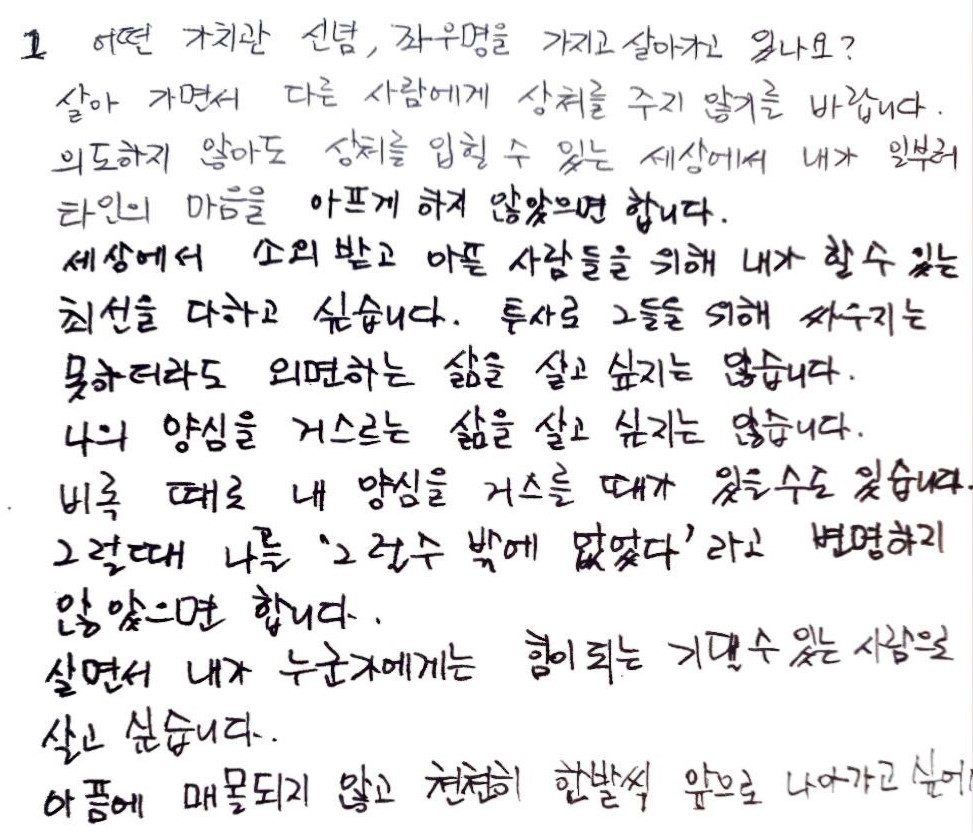 1 어떤 가치관 신념, 좌우명을 가지고 살아가고 있나요?
살아 가면서 다른 사람에게 상처를 주지 않기를 바랍니다.
의도하지 않아도 상처를 입힐 수 있는 세상에서 내가 일부러
타인의 마음을 아프게 하지 않았으면 합니다.
세상에서 소외 받고 아픈 사람들을 위해 내가 할 수 있는
최선을 다하고 싶습니다. 투사로 그들을 위해 싸우지는
못하더라도 외면하는 삶을 살고 싶지는 않습니다.
나의 양심을 거스르는 삶을 살고 싶지는 않습니다.
비록 때로 내 양심을 거스를 때가 있을 수도 있습니다.
그럴때 나를 '그럴수 밖에 없었다' 라고 변명하지
않았으면 합니다.
살면서 내가 누군가에게는 힘이 되는 기댈 수 있는 사람으로
살고 싶습니다.
아픔에 매몰되지 않고 천천히 한발씩 앞으로 나아가고 싶어